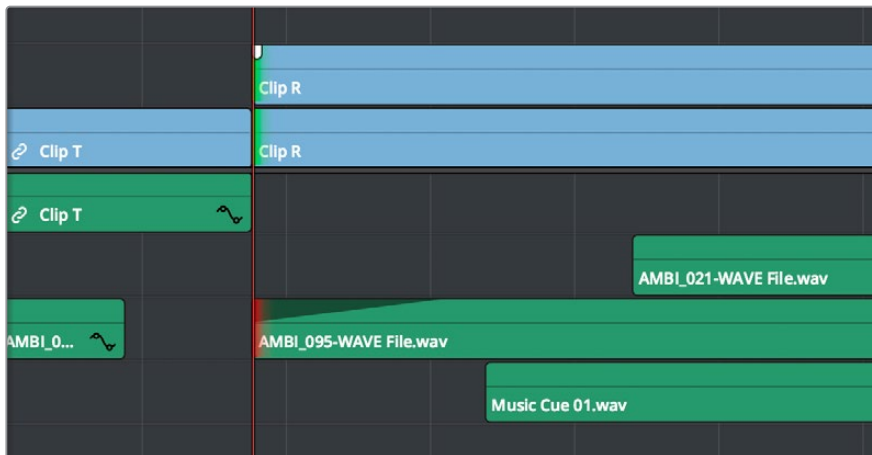 Clip R
Clip T
Clip R
Clip T
AMBI_021-WAVE File.wav
AMBI_0...
AMBI_095-WAVE File.wav
Music Cue 01.wav